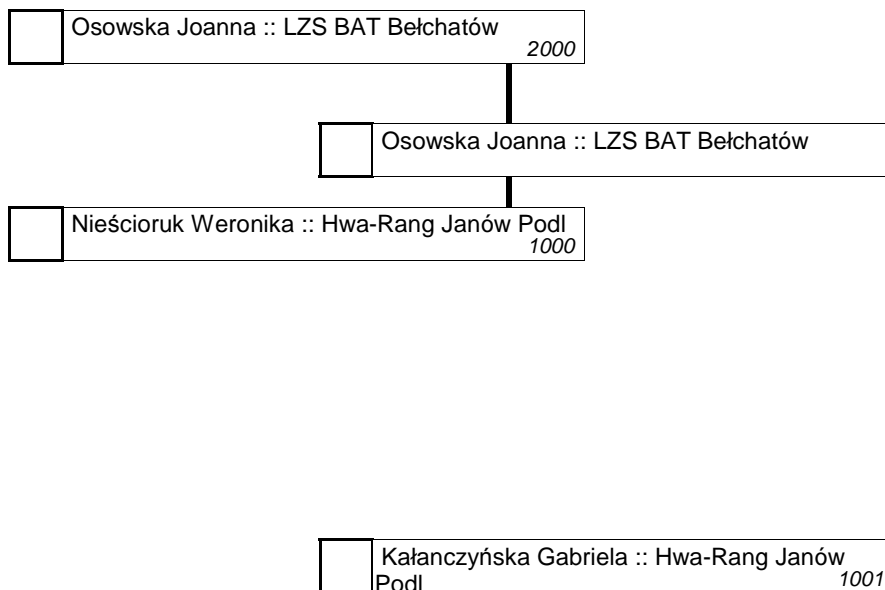 Osowska Joanna :: LZS BAT Bełchatów
2000
Osowska Joanna :: LZS BAT Bełchatów
Nieścioruk Weronika :: Hwa-Rang Janów Podl
1000
Kałanczyńska Gabriela :: Hwa-Rang Janów
Podl
1001